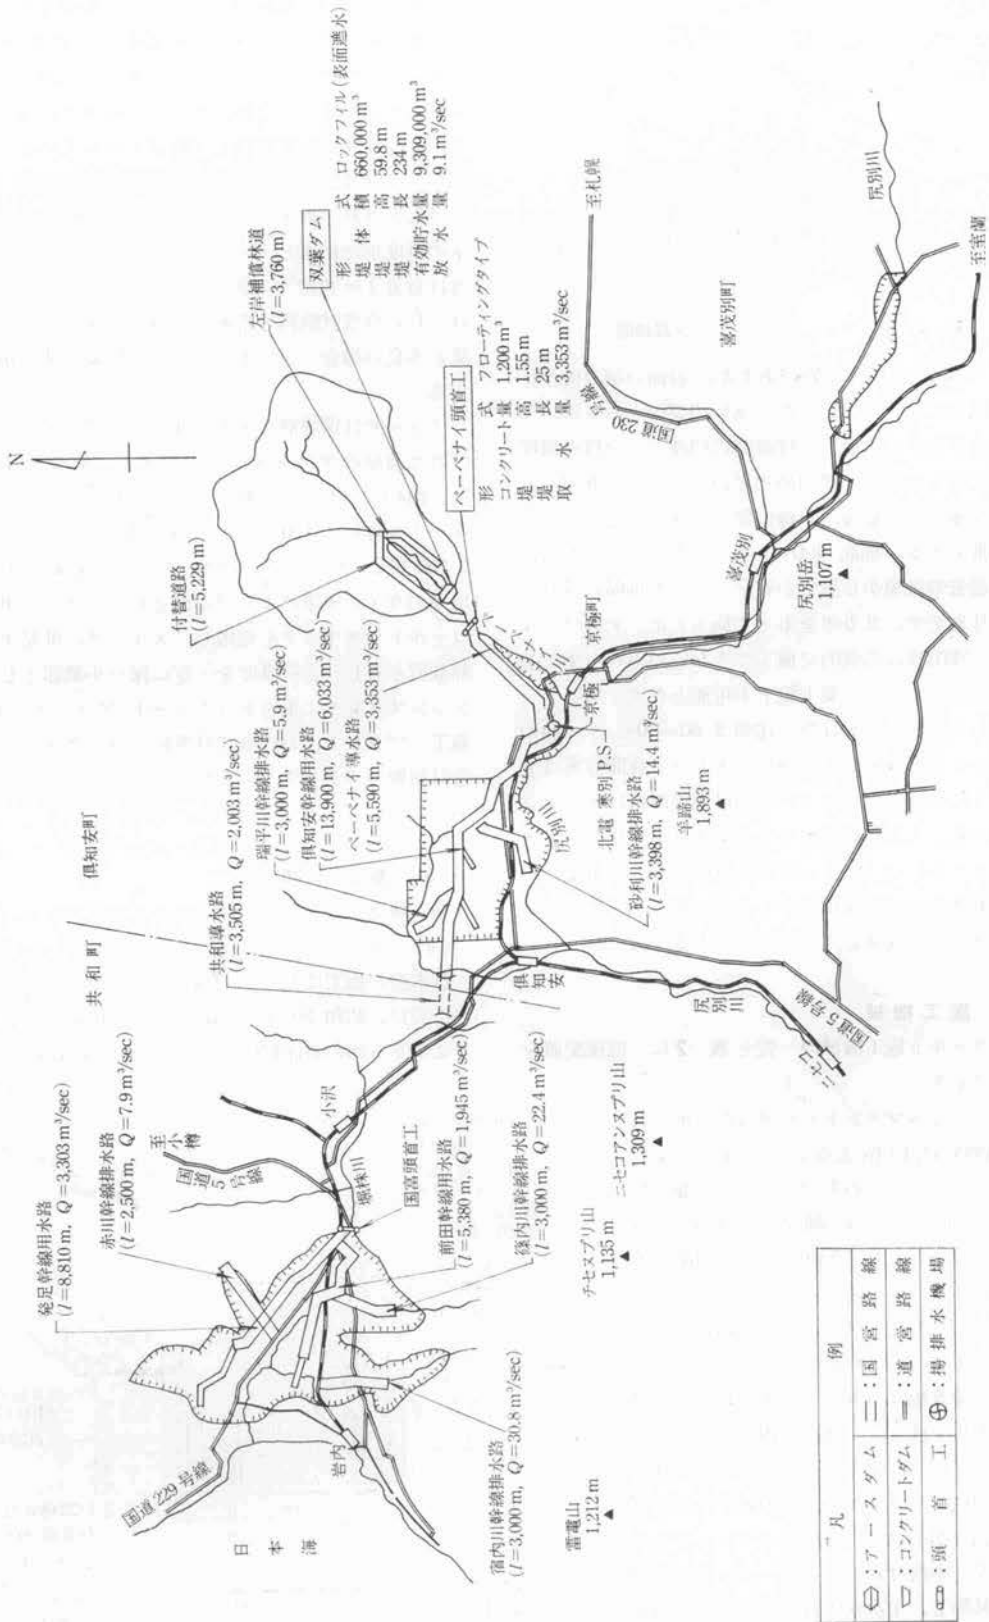 N
共和町
倶知安町
発足幹線用水路
(l=8,810 m, Q=3,303 m³/sec)
赤川幹線排水路
(l=2,500 m, Q=7.9 m³/sec)
至小樽
国道5号線
小沢
堀株川
国富頭首工
前田幹線用水路
(l=5,380 m, Q=1,945 m³/sec)
篠内川幹線排水路
(l=3,000 m, Q=22.4 m³/sec)
国道229号線
日本海
岩内
宿内川幹線排水路
(l=3,000 m, Q=30.8 m³/sec)
雷電山
1,212 m
チセヌプリ山
1,135 m
ニセコアンヌプリ山
1,309 m
共和導水路
(l=3,505 m, Q=2,003 m³/sec)
瑞平川幹線排水路
(l=3,000 m, Q=5.9 m³/sec)
倶知安幹線用水路
(l=13,900 m, Q=6,033 m³/sec)
ペーペナイ導水路
(l=5,590 m, Q=3,353 m³/sec)
付替道路
(l=5,229 m)
左岸補償林道
(l=3,760 m)
双葉ダム
形式 ロックフィル(表面遮水)
堤体積 660,000 m³
堤高 59.8 m
堤長 234 m
有効貯水量 9,309,000 m³
放水量 9.1 m³/sec
ペーペナイ頭首工
形式 フローティングタイプ
コンクリート量 1,200 m³
堤高 1.55 m
堤長 25 m
取水量 3,353 m³/sec
ペーペナイ川
京極
京極町
北電 寒別 P.S
尻別川
砂利川幹線排水路
(l=3,398 m, Q=14.4 m³/sec)
羊蹄山
1,893 m
倶知安
尻別川
国道5号線
ニセコ
至札幌
国道230号線
喜茂別町
喜茂別
尻別岳
1,107 m
尻別川
至室蘭
凡例
：アースダム
：国営路線
：コンクリートダム
：道営路線
：頭首工
：揚排水機場